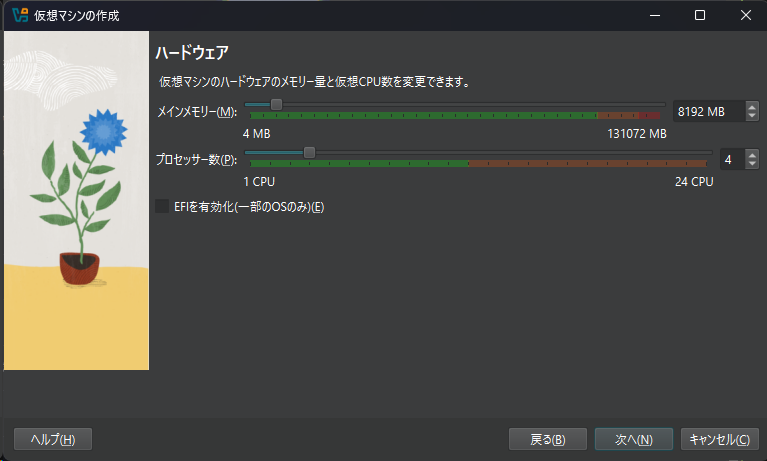 仮想マシンの作成
ハードウェア
仮想マシンのハードウェアのメモリー量と仮想CPU数を変更できます。
メインメモリー(M): 8192 MB
4 MB 131072 MB
プロセッサー数(P): 4
1 CPU 24 CPU
EFIを有効化(一部のOSのみ)(E)
ヘルプ(H) 戻る(B) 次へ(N) キャンセル(C)